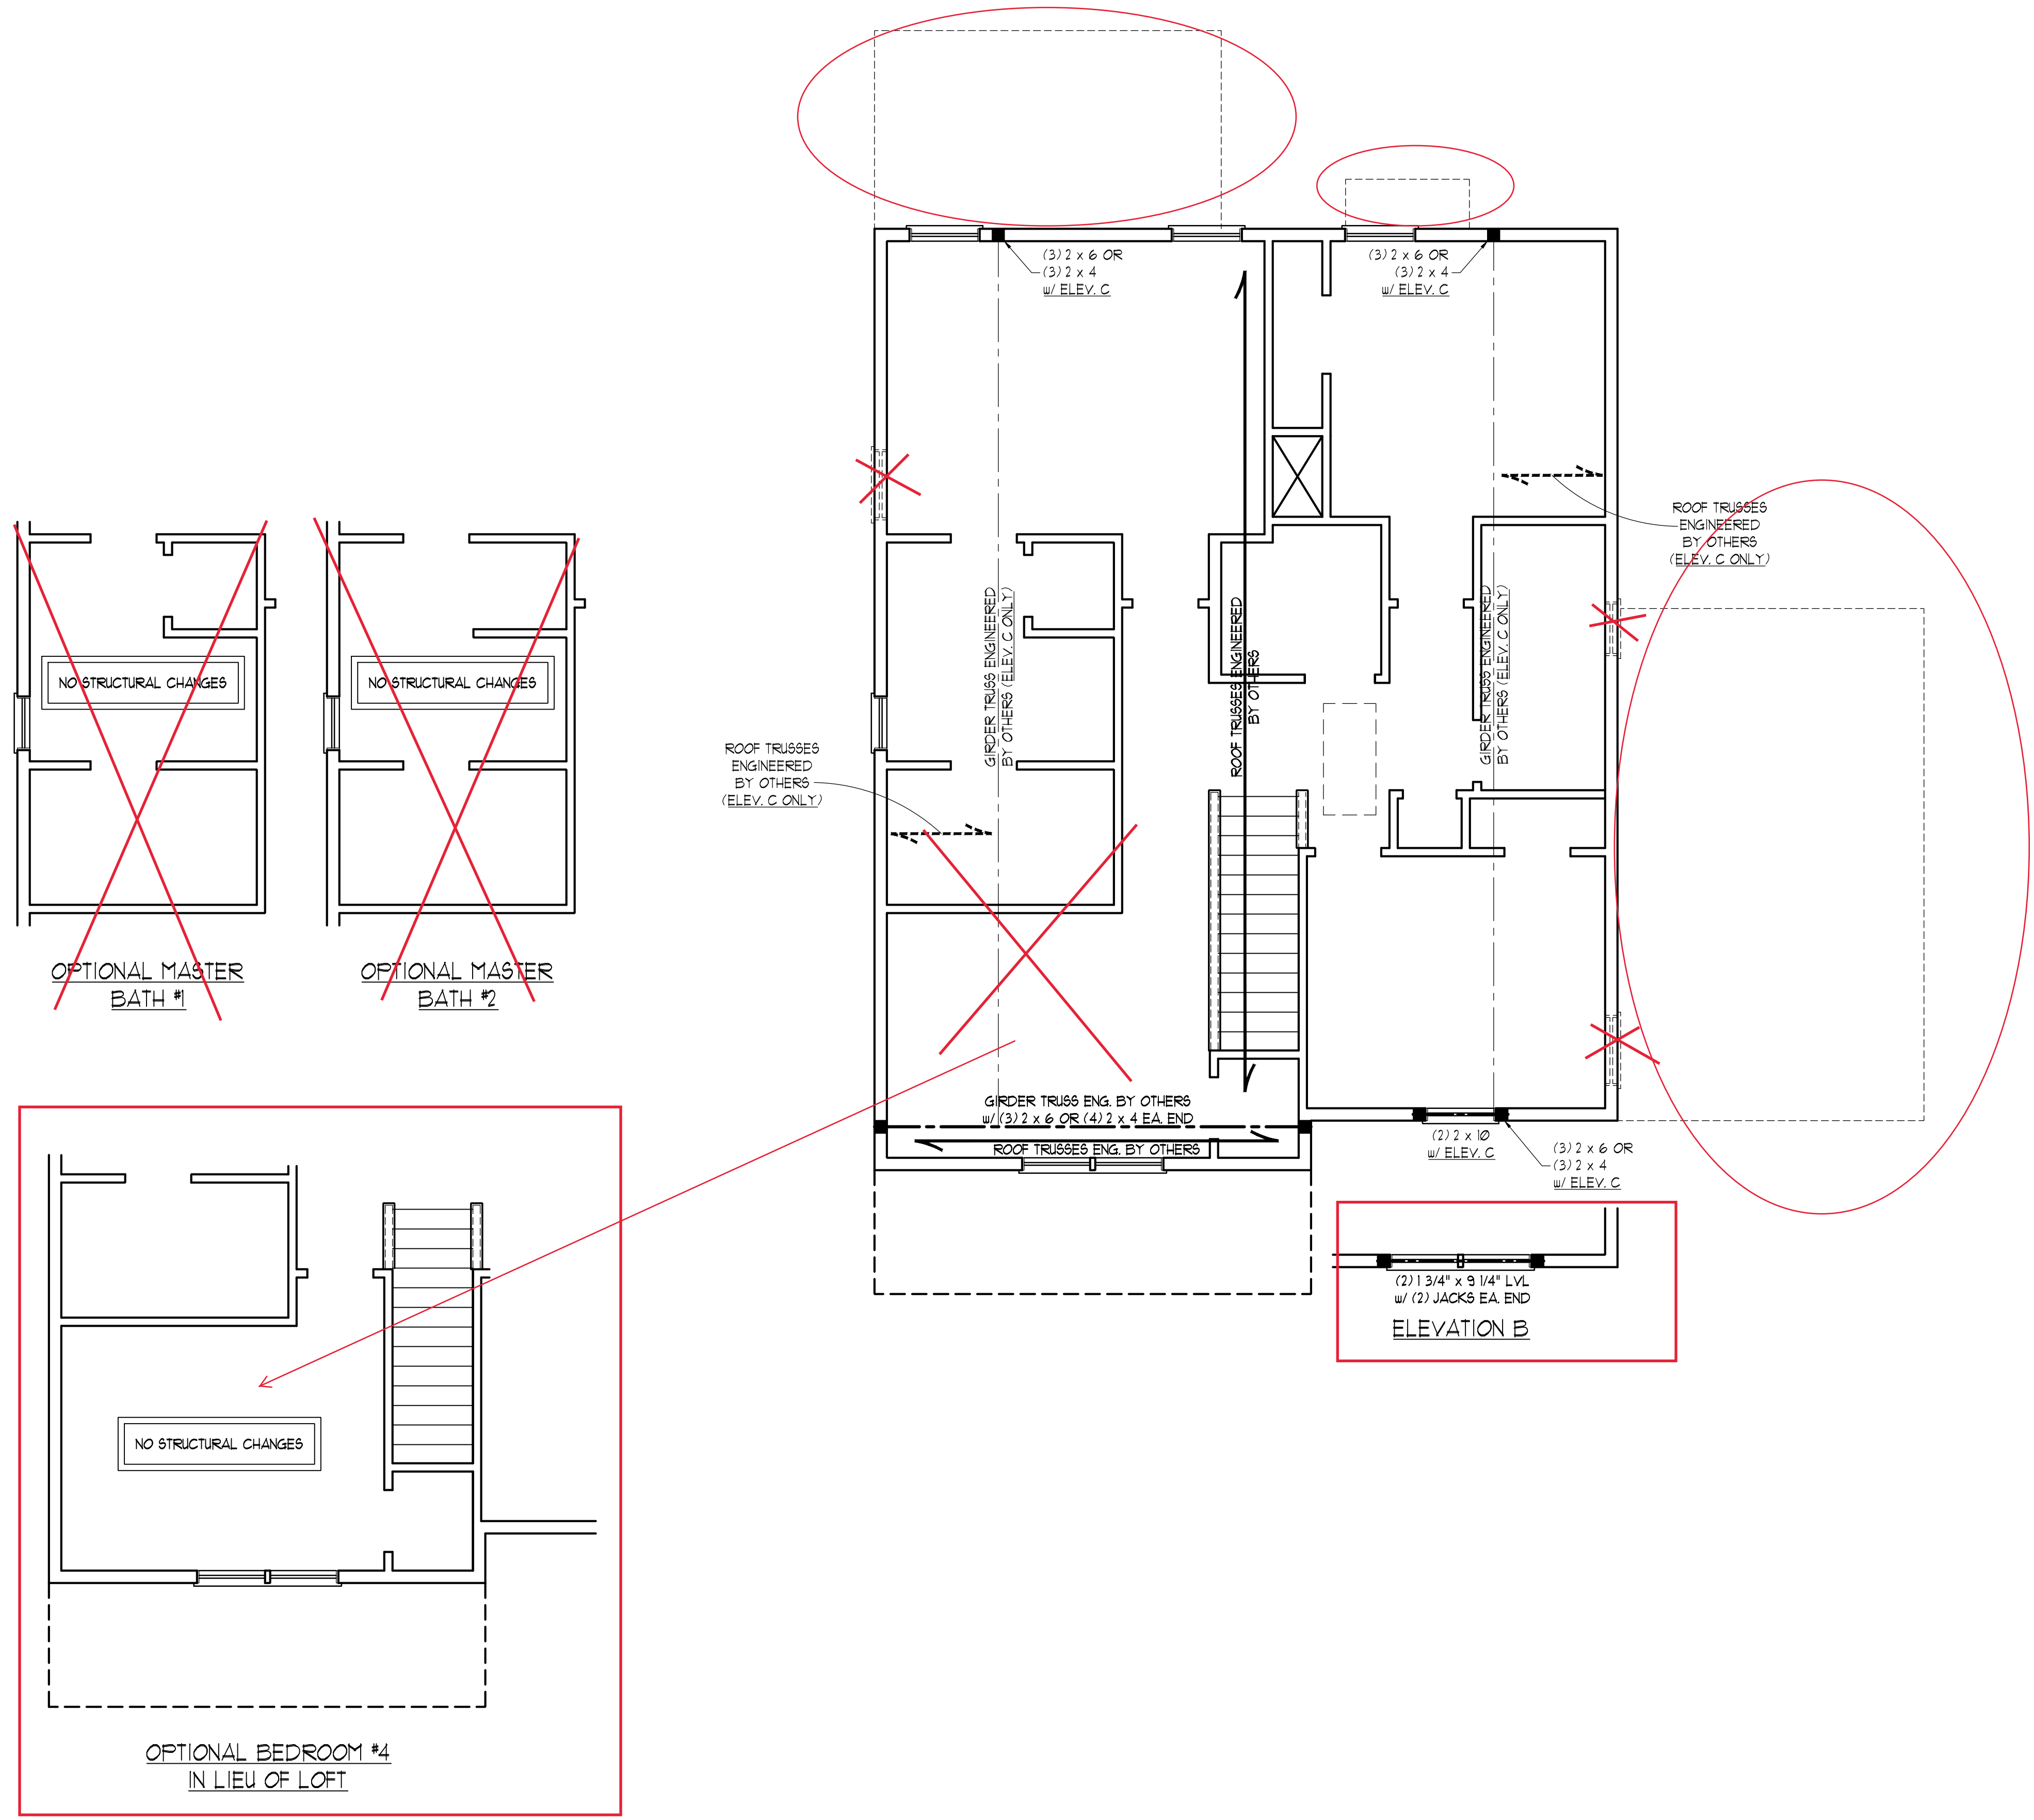 (3) 2 x 6 OR
(3) 2 x 4
w/ ELEV. C
(3) 2 x 6 OR
(3) 2 x 4
w/ ELEV. C
ROOF TRUSSES
ENGINEERED
BY OTHERS
(ELEV. C ONLY)
GIRDER TRUSS ENGINEERED
BY OTHERS (ELEV. C ONLY)
ROOF TRUSSES ENGINEERED
BY OTHERS
GIRDER TRUSS ENGINEERED
BY OTHERS (ELEV. C ONLY)
NO STRUCTURAL CHANGES
NO STRUCTURAL CHANGES
ROOF TRUSSES
ENGINEERED
BY OTHERS
(ELEV. C ONLY)
OPTIONAL MASTER
BATH #1
OPTIONAL MASTER
BATH #2
GIRDER TRUSS ENG. BY OTHERS
w/ (3) 2 x 6 OR (4) 2 x 4 EA. END
ROOF TRUSSES ENG. BY OTHERS
(2) 2 x 10
w/ ELEV. C
(3) 2 x 6 OR
(3) 2 x 4
w/ ELEV. C
(2) 1 3/4" x 9 1/4" LVL
w/ (2) JACKS EA. END
ELEVATION B
NO STRUCTURAL CHANGES
OPTIONAL BEDROOM #4
IN LIEU OF LOFT